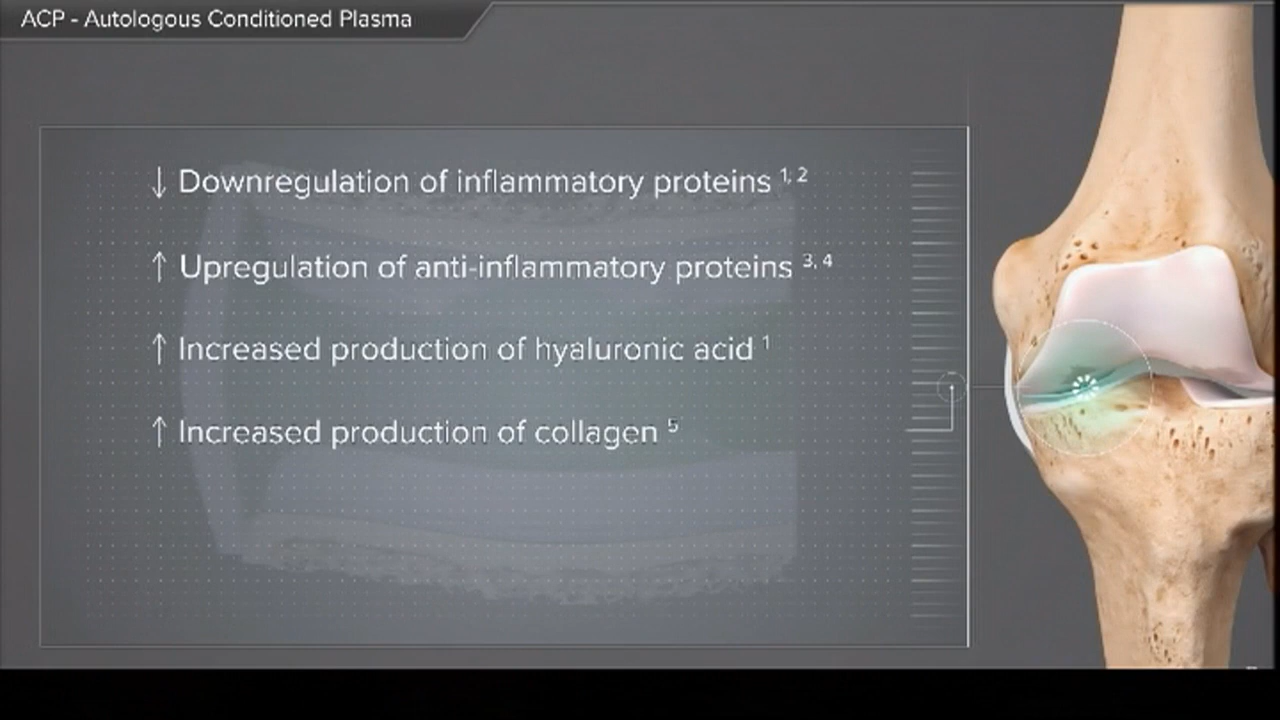 ACP - Autologous Conditioned Plasma
↓ Downregulation of inflammatory proteins 1, 2
↑ Upregulation of anti-inflammatory proteins 3, 4
↑ Increased production of hyaluronic acid 1
↑ Increased production of collagen 5